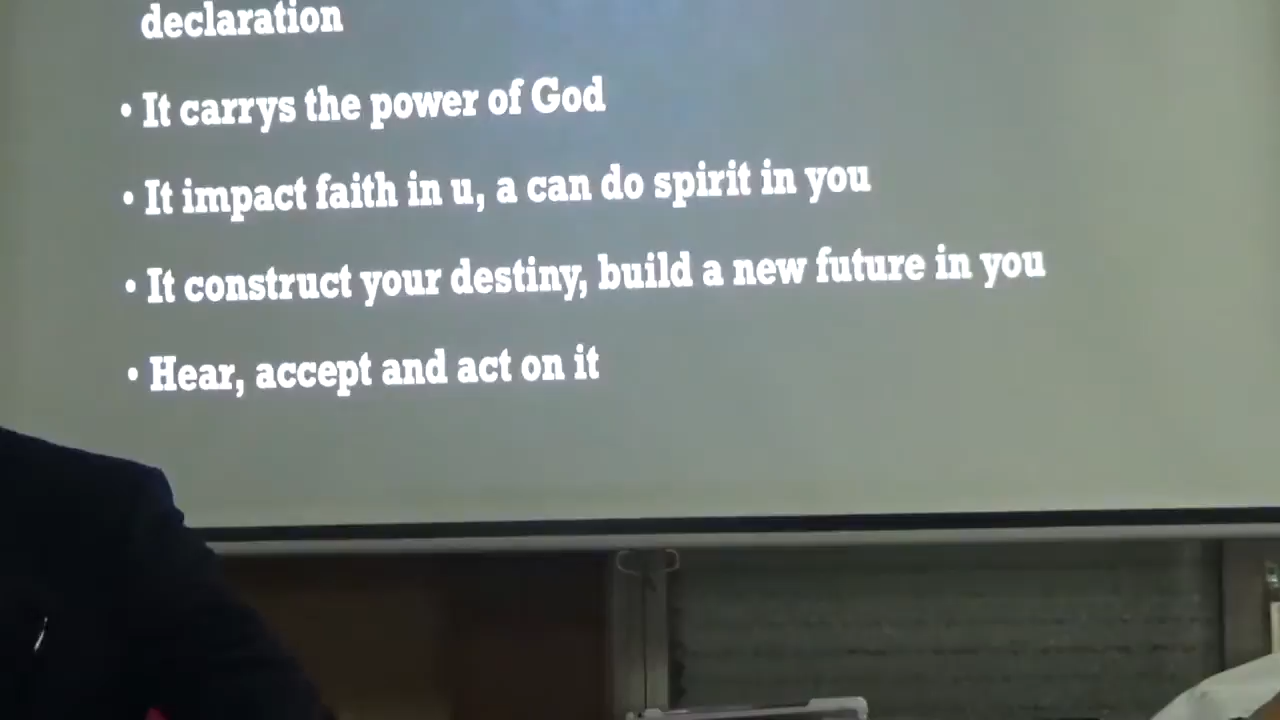 declaration
• It carrys the power of God
• It impact faith in u, a can do spirit in you
• It construct your destiny, build a new future in you
• Hear, accept and act on it